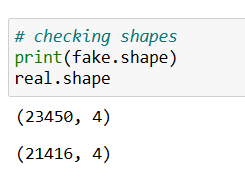 # checking shapes
print(fake.shape)
real.shape
(23450, 4)
(21416, 4)